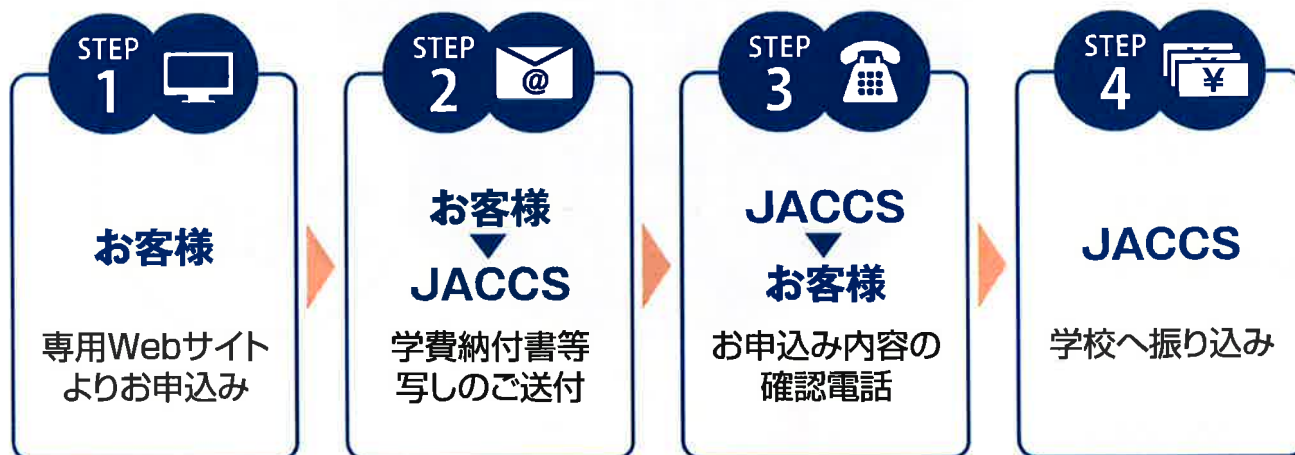 STEP
1
お客様
専用Webサイト
よりお申込み
STEP
2
@
お客様
▼
JACCS
学費納付書等
写しのご送付
STEP
3
JACCS
▼
お客様
お申込み内容の
確認電話
STEP
4
¥
JACCS
学校へ振り込み